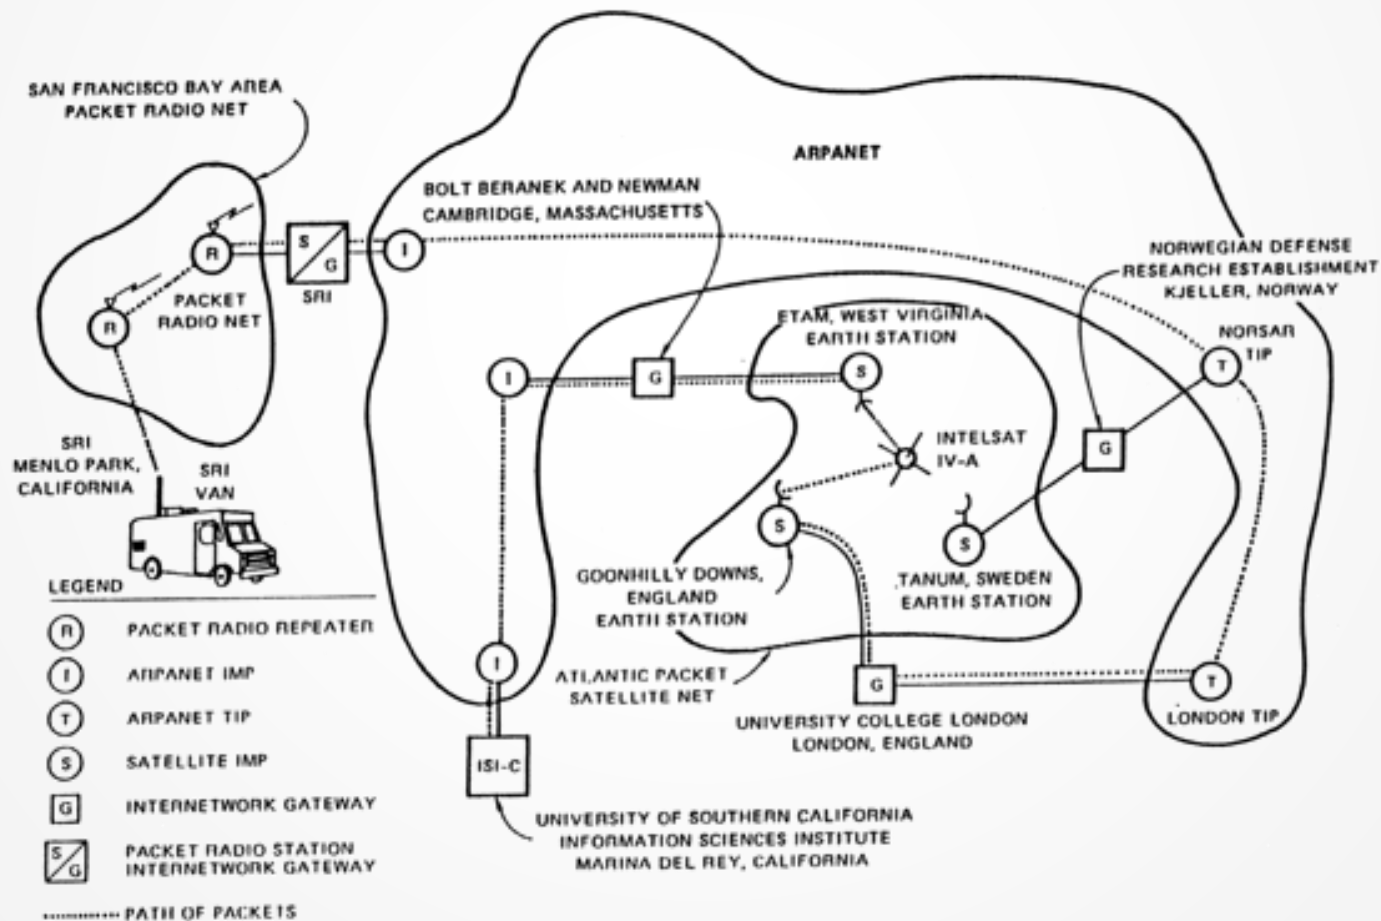 SAN FRANCISCO BAY AREA
PACKET RADIO NET
ARPANET
BOLT BERANEK AND NEWMAN
CAMBRIDGE, MASSACHUSETTS
NORWEGIAN DEFENSE
RESEARCH ESTABLISHMENT
KJELLER, NORWAY
R
S
G
SRI
I
PACKET
RADIO NET
R
ETAM, WEST VIRGINIA
EARTH STATION
NORSAR
TIP
T
I
G
S
INTELSAT
IV-A
G
SRI
MENLO PARK,
CALIFORNIA
SRI
VAN
S
S
GOONHILLY DOWNS,
ENGLAND
EARTH STATION
TANUM, SWEDEN
EARTH STATION
I
ATLANTIC PACKET
SATELLITE NET
G
T
UNIVERSITY COLLEGE LONDON
LONDON, ENGLAND
LONDON TIP
ISI-C
UNIVERSITY OF SOUTHERN CALIFORNIA
INFORMATION SCIENCES INSTITUTE
MARINA DEL REY, CALIFORNIA
LEGEND
R PACKET RADIO REPEATER
I ARPANET IMP
T ARPANET TIP
S SATELLITE IMP
G INTERNETWORK GATEWAY
S/G PACKET RADIO STATION
INTERNETWORK GATEWAY
PATH OF PACKETS